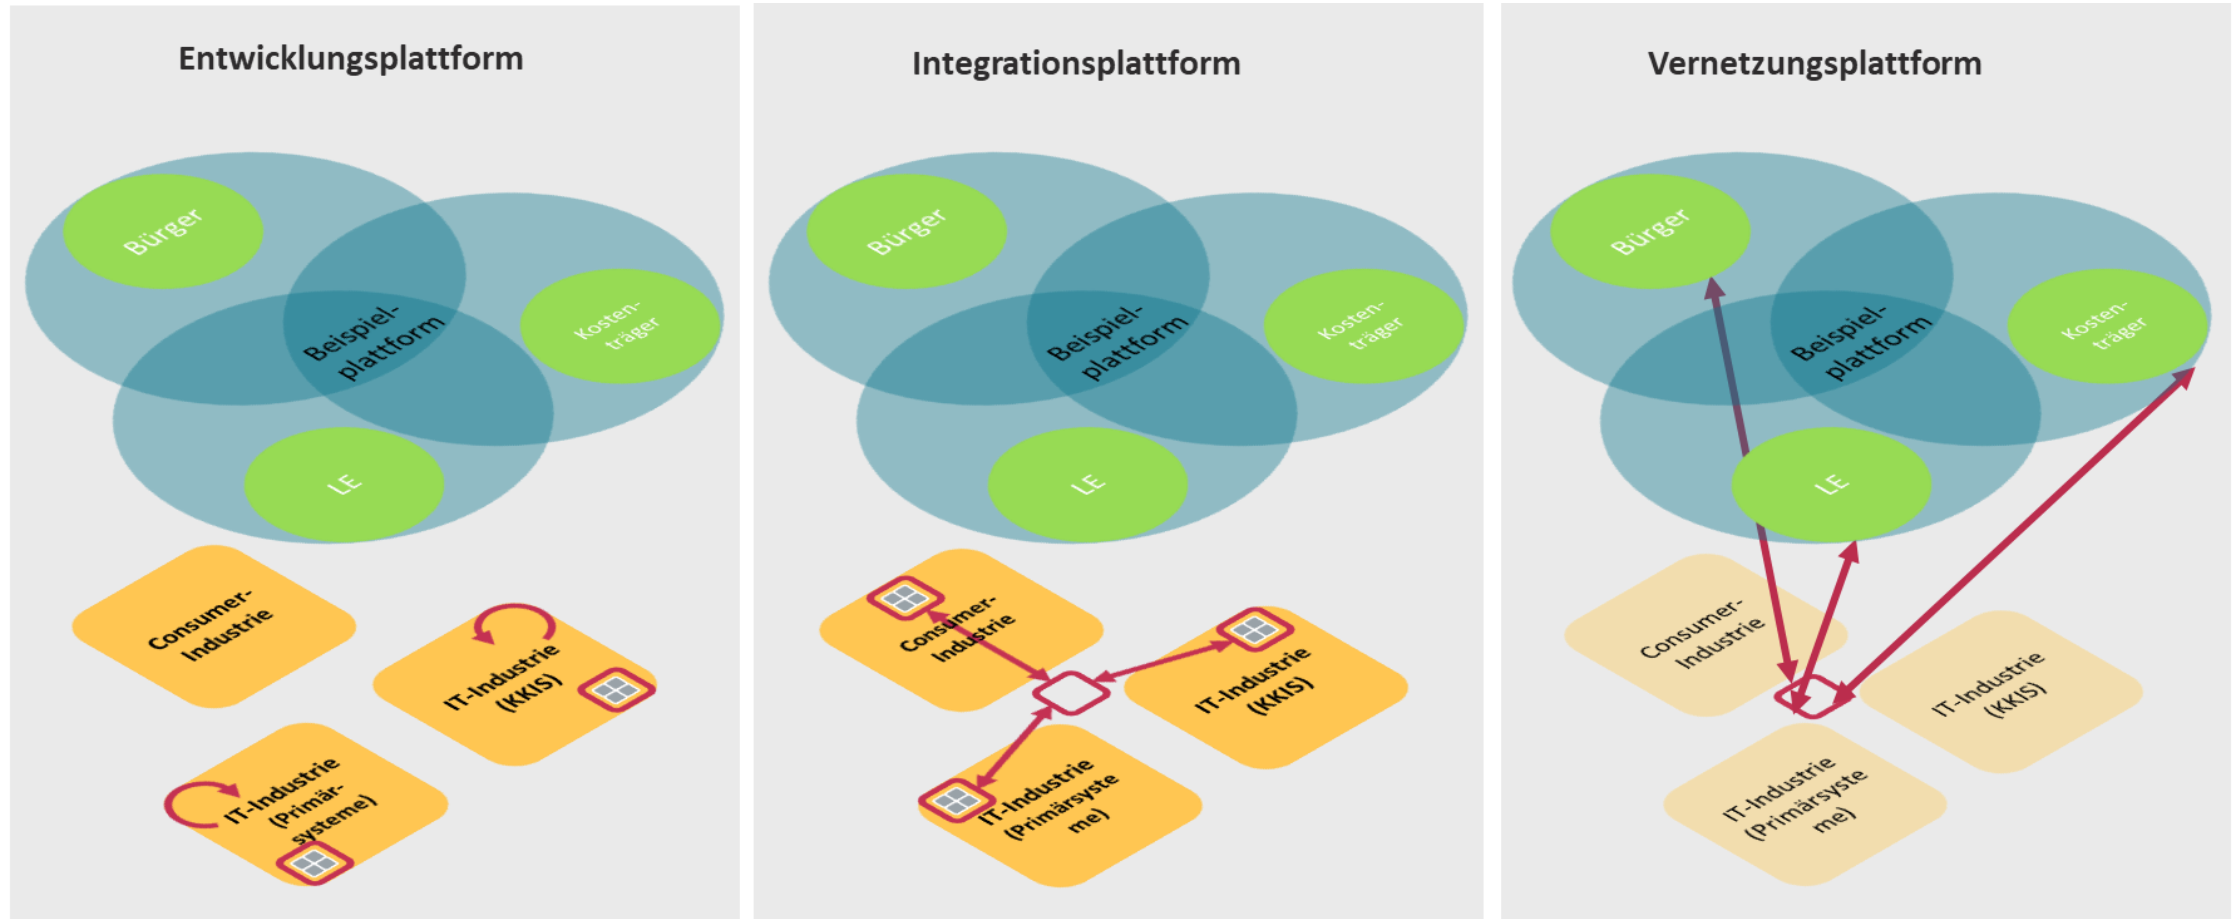 Entwicklungsplattform
Bürger
Kosten-
träger
Beispiel-
plattform
LE
Consumer-
Industrie
IT-Industrie
(KKIS)
IT-Industrie
(Primär-
systeme)
Integrationsplattform
Bürger
Kosten-
träger
Beispiel-
plattform
LE
Consumer-
Industrie
IT-Industrie
(KKIS)
IT-Industrie
(Primärsyste
me)
Vernetzungsplattform
Bürger
Kosten-
träger
Beispiel-
plattform
LE
Consumer-
Industrie
IT-Industrie
(KKIS)
IT-Industrie
(Primärsyste
me)